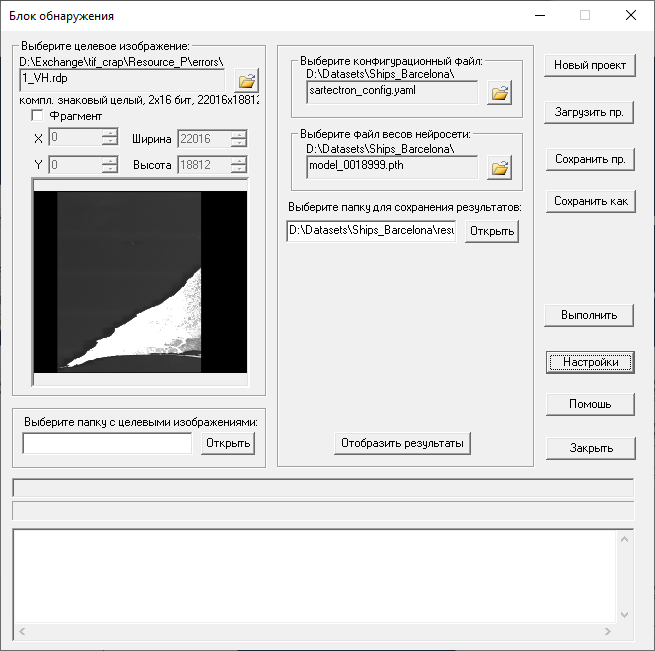 Блок обнаружения
Выберите целевое изображение:
D:\Exchange\tif_crap\Resource_P\errors\
1_VH.rdp
компл. знаковый целый, 2x16 бит, 22016x18812
Фрагмент
X 0 Ширина 22016
Y 0 Высота 18812
Выберите папку с целевыми изображениями:
Открыть
Выберите конфигурационный файл:
D:\Datasets\Ships_Barcelona\
sartectron_config.yaml
Выберите файл весов нейросети:
D:\Datasets\Ships_Barcelona\
model_0018999.pth
Выберите папку для сохранения результатов:
D:\Datasets\Ships_Barcelona\resu
Открыть
Отобразить результаты
Новый проект
Загрузить пр.
Сохранить пр.
Сохранить как
Выполнить
Настройки
Помошь
Закрыть